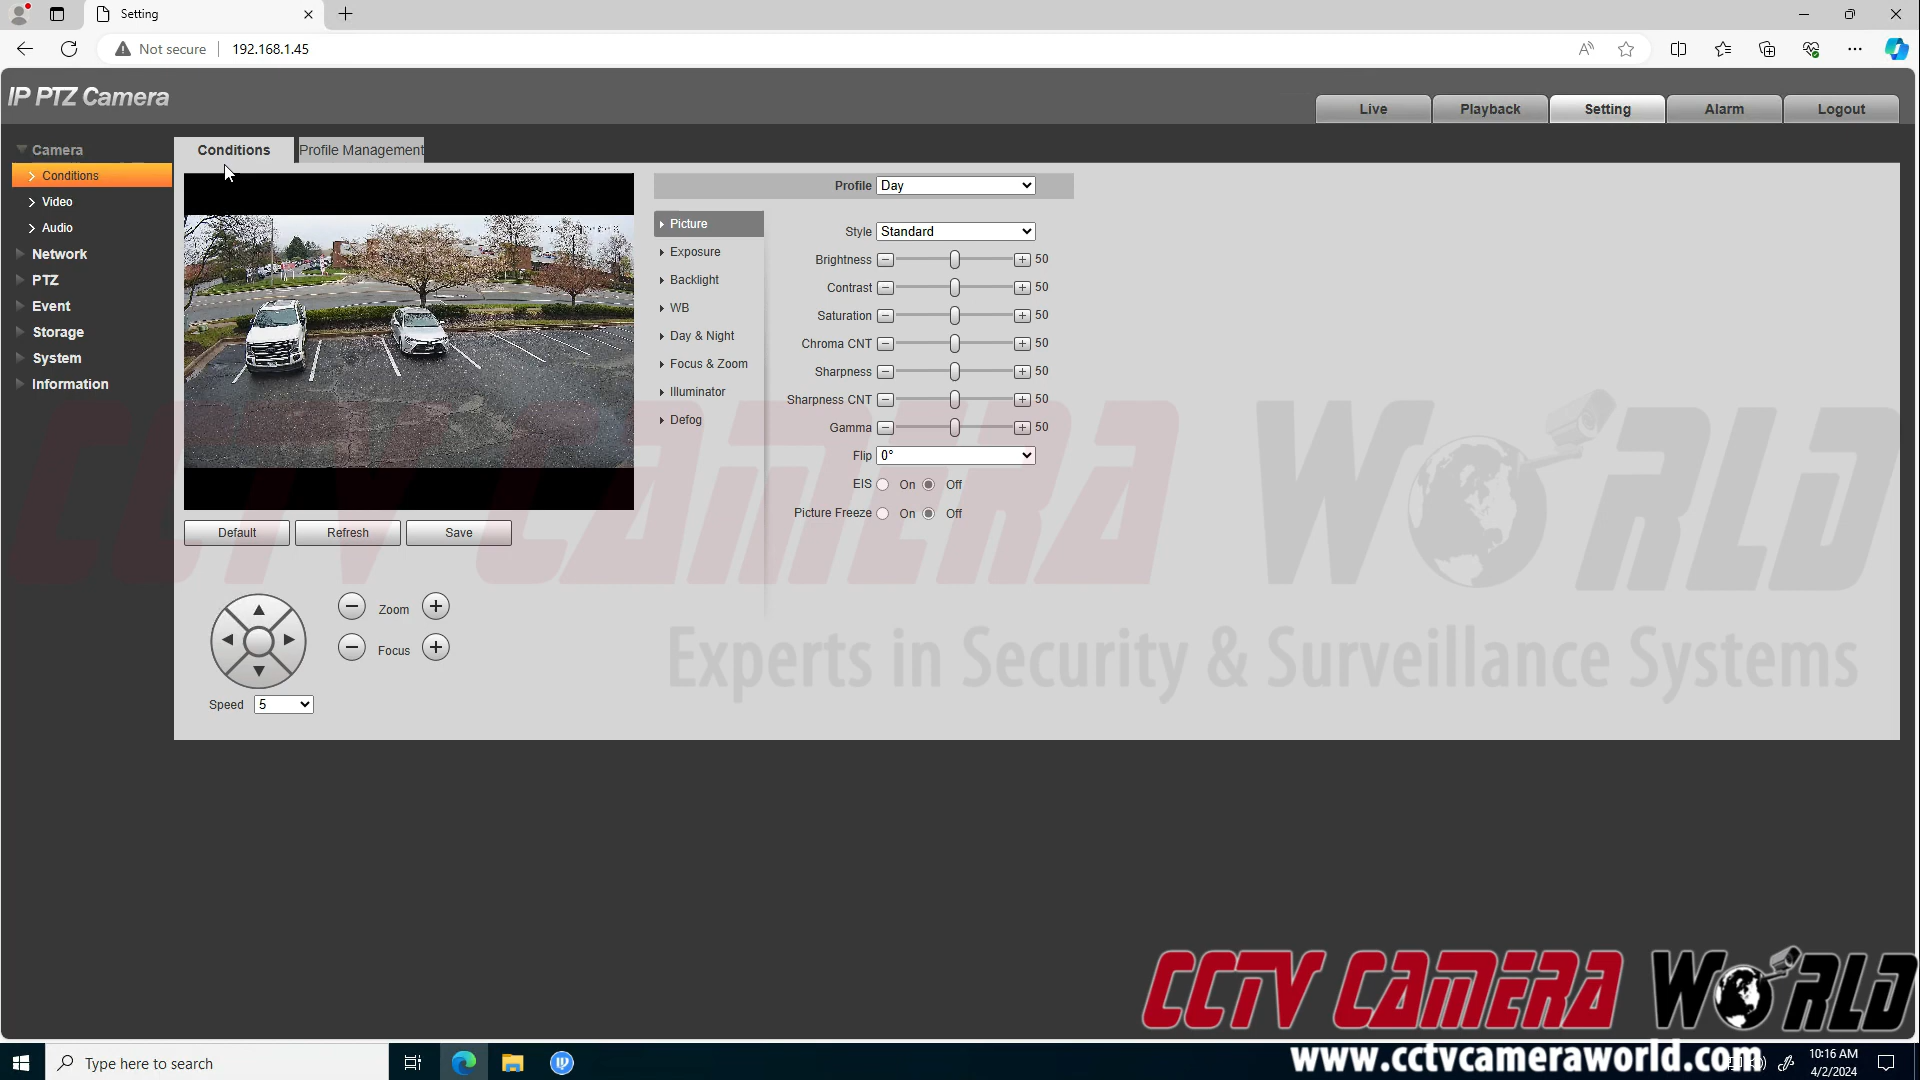 Setting
Not secure
192.168.1.45
IP PTZ Camera
Live
Playback
Setting
Alarm
Logout
Camera
Conditions
Video
Audio
Network
PTZ
Event
Storage
System
Information
Conditions
Profile Management
Profile
Day
Picture
Exposure
Backlight
WB
Day & Night
Focus & Zoom
Illuminator
Defog
Style
Standard
Brightness
50
Contrast
50
Saturation
50
Chroma CNT
50
Sharpness
50
Sharpness CNT
50
Gamma
50
Flip
0°
EIS
On
Off
Picture Freeze
On
Off
Default
Refresh
Save
Zoom
Focus
Speed
5
CCTV CAMERA WORLD
Experts in Security & Surveillance Systems
CCTV CAMERA WORLD
www.cctvcameraworld.com
Type here to search
10:16 AM
4/2/2024